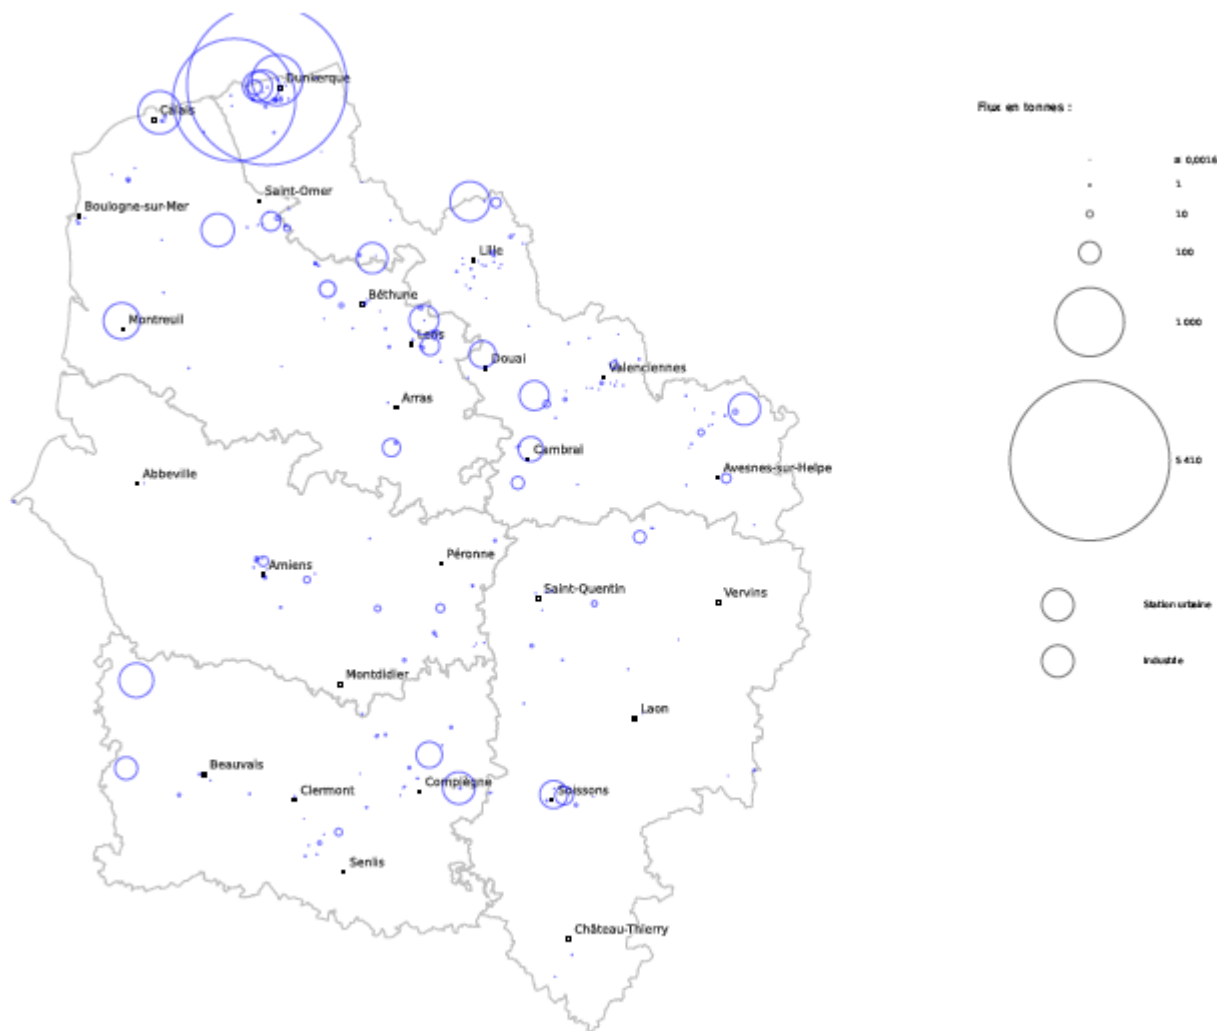 Dunkerque
Calais
Flux en tonnes :
≤ 0,0016
1
Saint-Omer
Boulogne-sur-Mer
10
Lille
100
Béthune
Montreuil
1 000
Lens
Douai
Valenciennes
Arras
Cambrai
5 410
Avesnes-sur-Helpe
Abbeville
Péronne
Amiens
Saint-Quentin
Vervins
Station urbaine
Industrie
Montdidier
Laon
Beauvais
Compiègne
Clermont
Soissons
Senlis
Château-Thierry